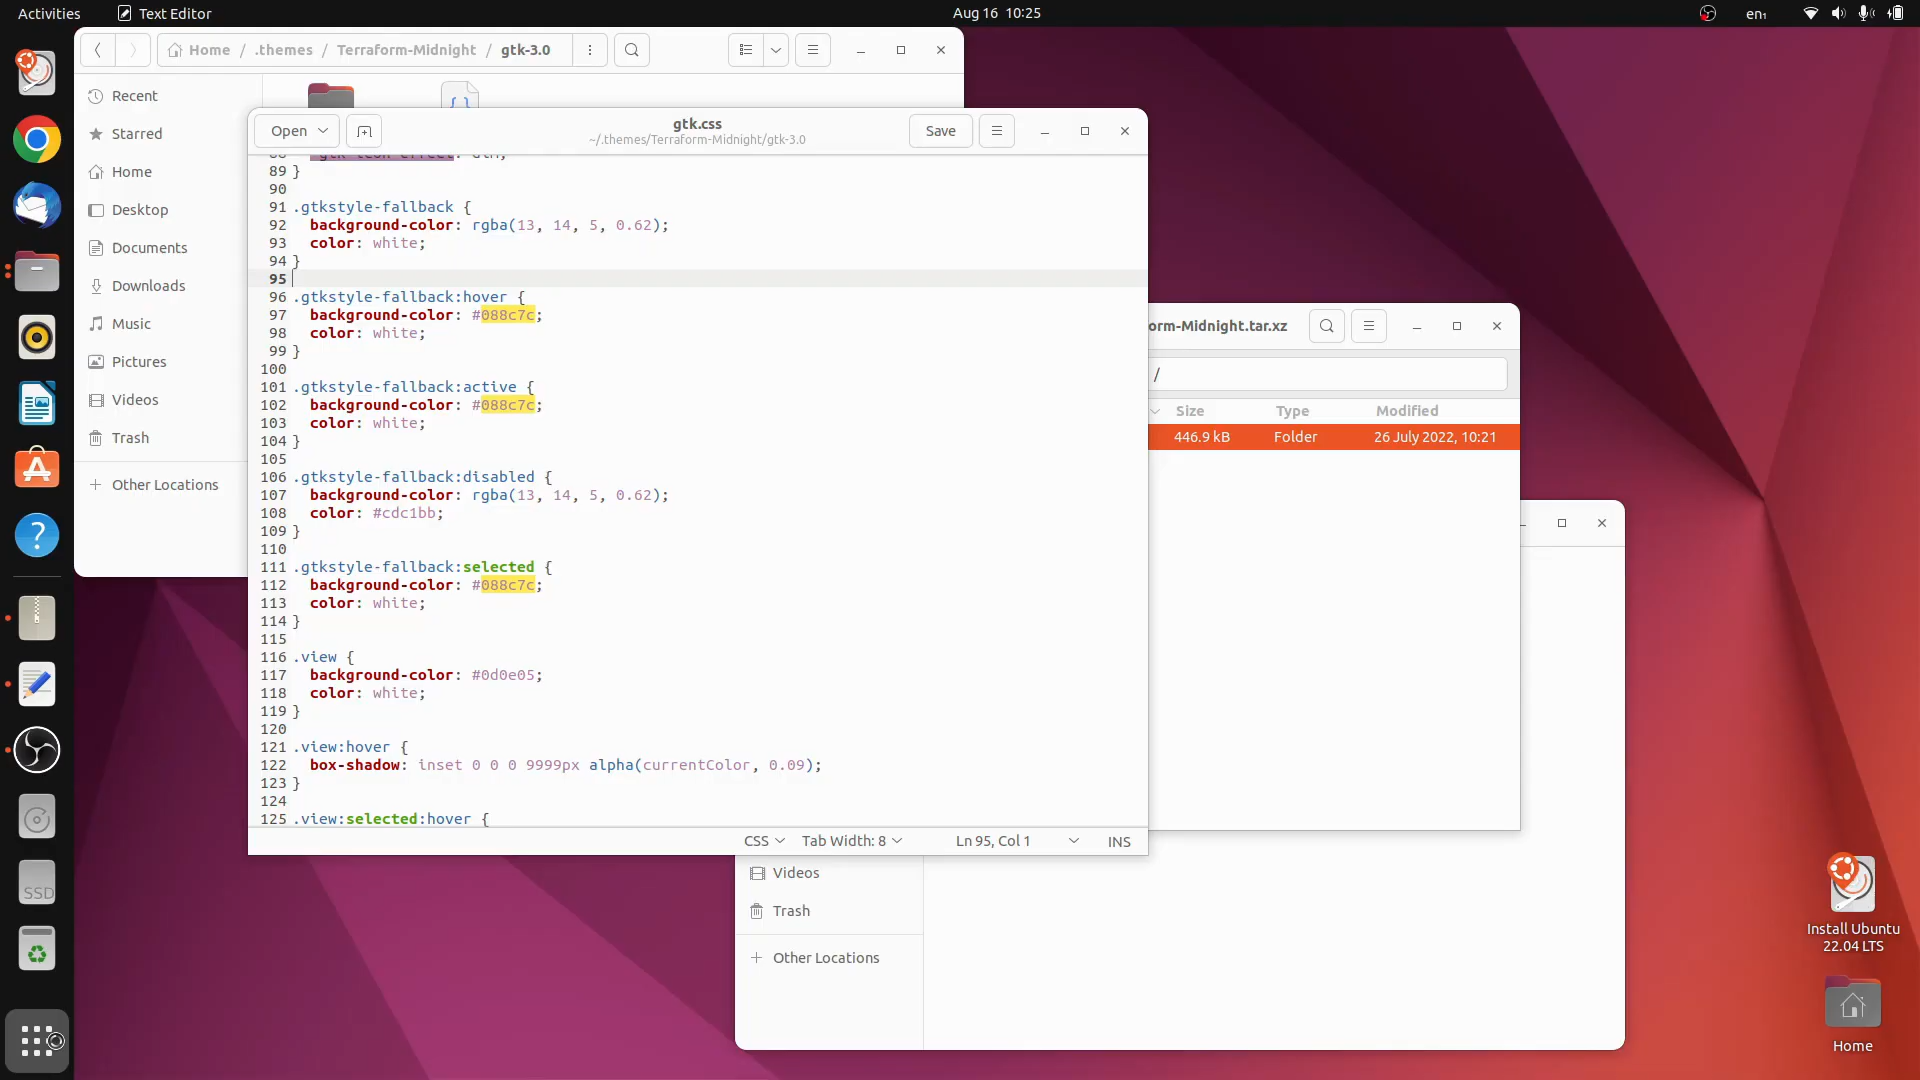 Activities
Text Editor
Aug 16 10:25
en₁
Home / .themes / Terraform-Midnight / gtk-3.0
Recent
Starred
Home
Desktop
Documents
Downloads
Music
Pictures
Videos
Trash
Other Locations
Open
gtk.css
~/.themes/Terraform-Midnight/gtk-3.0
Save
89 }
90
91 .gtkstyle-fallback {
92 background-color: rgba(13, 14, 5, 0.62);
93 color: white;
94 }
95
96 .gtkstyle-fallback:hover {
97 background-color: #088c7c;
98 color: white;
99 }
100
101 .gtkstyle-fallback:active {
102 background-color: #088c7c;
103 color: white;
104 }
105
106 .gtkstyle-fallback:disabled {
107 background-color: rgba(13, 14, 5, 0.62);
108 color: #cdc1bb;
109 }
110
111 .gtkstyle-fallback:selected {
112 background-color: #088c7c;
113 color: white;
114 }
115
116 .view {
117 background-color: #0d0e05;
118 color: white;
119 }
120
121 .view:hover {
122 box-shadow: inset 0 0 0 9999px alpha(currentColor, 0.09);
123 }
124
125 .view:selected:hover {
CSS
Tab Width: 8
Ln 95, Col 1
INS
orm-Midnight.tar.xz
/
Size Type Modified
446.9 kB Folder 26 July 2022, 10:21
Videos
Trash
Other Locations
SSD
Install Ubuntu
22.04 LTS
Home